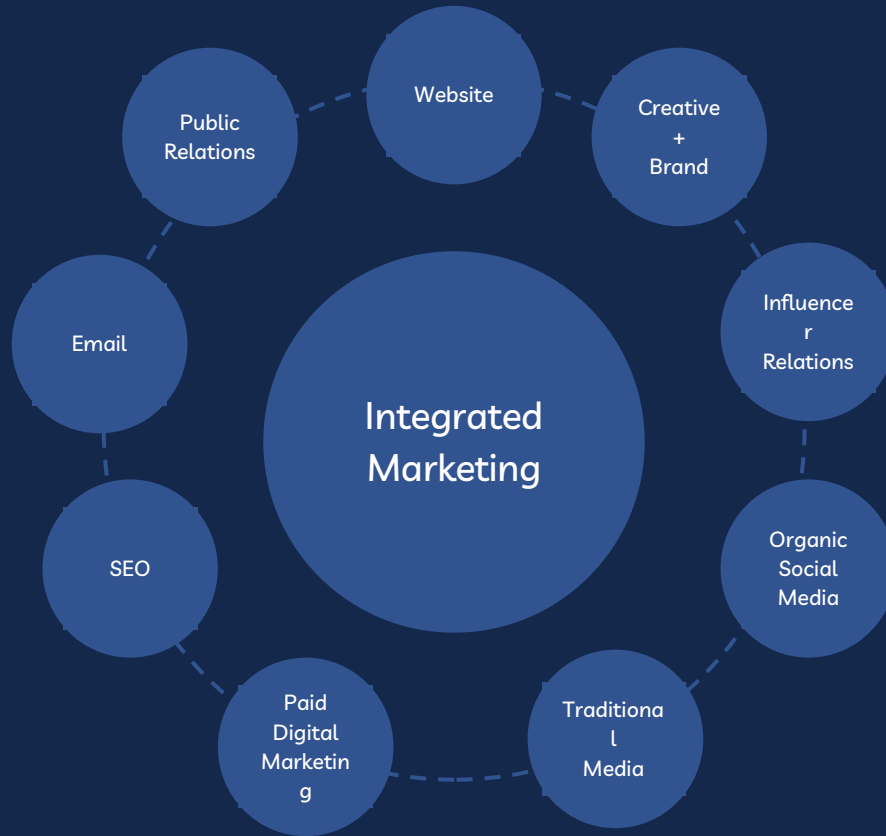 Website
Creative
+
Brand
Influence
r
Relations
Organic
Social
Media
Traditiona
l
Media
Paid
Digital
Marketin
g
SEO
Email
Public
Relations
Integrated
Marketing